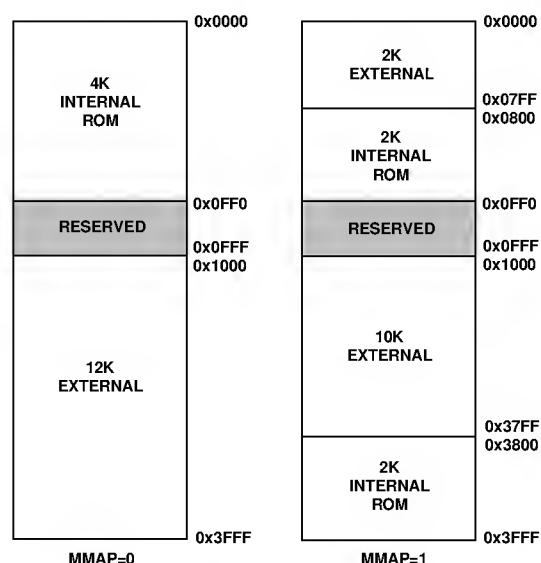 0x0000
4K
INTERNAL
ROM
0x0FF0
RESERVED
0x0FFF
0x1000
12K
EXTERNAL
0x3FFF
MMAP=0
0x0000
2K
EXTERNAL
0x07FF
0x0800
2K
INTERNAL
ROM
0x0FF0
RESERVED
0x0FFF
0x1000
10K
EXTERNAL
0x37FF
0x3800
2K
INTERNAL
ROM
0x3FFF
MMAP=1